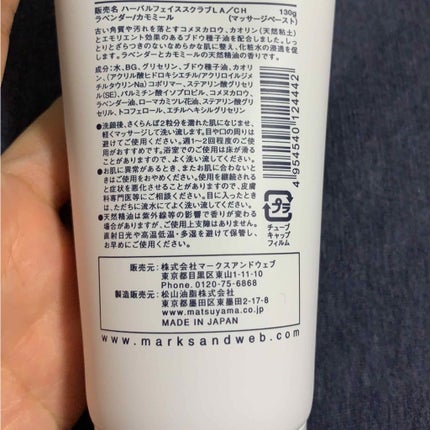 販売名 ハーバルフェイススクラブLA/CH 130g
ラベンダー/カモミール (マッサージペースト)
古い角質や汚れを落とすコメヌカロウ、カオリン(天然粘土)
とエモリエント効果のあるブドウ種子油を配合しました。しっ
とりとざらつきのないなめらかな肌に整え、化粧水の浸透を促
します。ラベンダーとカモミールの天然精油の香りです。
成分:水、BG、グリセリン、ブドウ種子油、カオリ
ン、(アクリル酸ヒドロキシエチル/アクリロイルジメ
チルタウリンNa)コポリマー、ステアリン酸グリセリ
ル(SE)、パルミチン酸イソプロピル、コメヌカロウ、
ラベンダー油、ローマカミツレ花油、ステアリン酸グリ
セリル、トコフェロール、エチルヘキシルグリセリン
●洗顔後、さくらんぼ2粒分を濡れた肌になじませ、
軽くマッサージして洗い流します。目や口の周りは
避けてご使用ください。週1~2回程度のご使
用がおすすめです。浴室でのご使用は床が滑る
ことがありますので、よく洗い流してください。
●お肌に異常があるとき、またお肌に合わない
ときはご使用をおやめください。使用を継続されると
と症状を悪化させることがありますので、皮膚
科専門医等にご相談ください。目に入ったときは、
ただちに流水にてよく洗い流してください。
●天然精油は紫外線等の影響で香りが変わる
場合がありますが、ご使用上支障はありません。
直射日光や高温低温・多湿を避けて保管し、
お早めにご使用ください。
4 954540 124442
プラ
チューブ
キャップ
フィルム
販売元:株式会社マークスアンドウェブ
東京都目黒区東山1-11-10
Phone. 0120-75-6868
製造販売元:松山油脂株式会社
東京都墨田区東墨田2-17-8
www.matsuyama.co.jp
MADE IN JAPAN
www.marksandweb.com